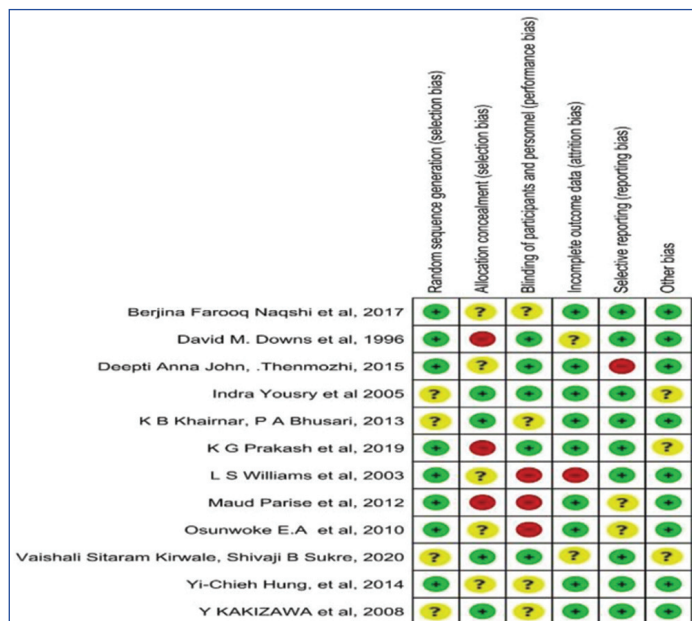 Random sequence generation (selection bias)
Allocation concealment (selection bias)
Blinding of participants and personnel (performance bias)
Incomplete outcome data (attrition bias)
Selective reporting (reporting bias)
Other bias
Berjina Farooq Naqshi et al, 2017 + ? ? + + +
David M. Downs et al, 1996 + - + ? + +
Deepti Anna John, .Thenmozhi, 2015 + ? + + - +
Indra Yousry et al 2005 ? + + + + ?
K B Khairnar, P A Bhusari, 2013 ? + ? + + +
K G Prakash et al, 2019 + - + + + ?
L S Williams et al, 2003 + ? - - + +
Maud Parise et al, 2012 + - - + ? +
Osunwoke E.A et al, 2010 + ? - + ? +
Vaishali Sitaram Kirwale, Shivaji B Sukre, 2020 ? + + ? + ?
Yi-Chieh Hung, et al, 2014 + ? ? + + +
Y KAKIZAWA et al, 2008 ? + ? + + +